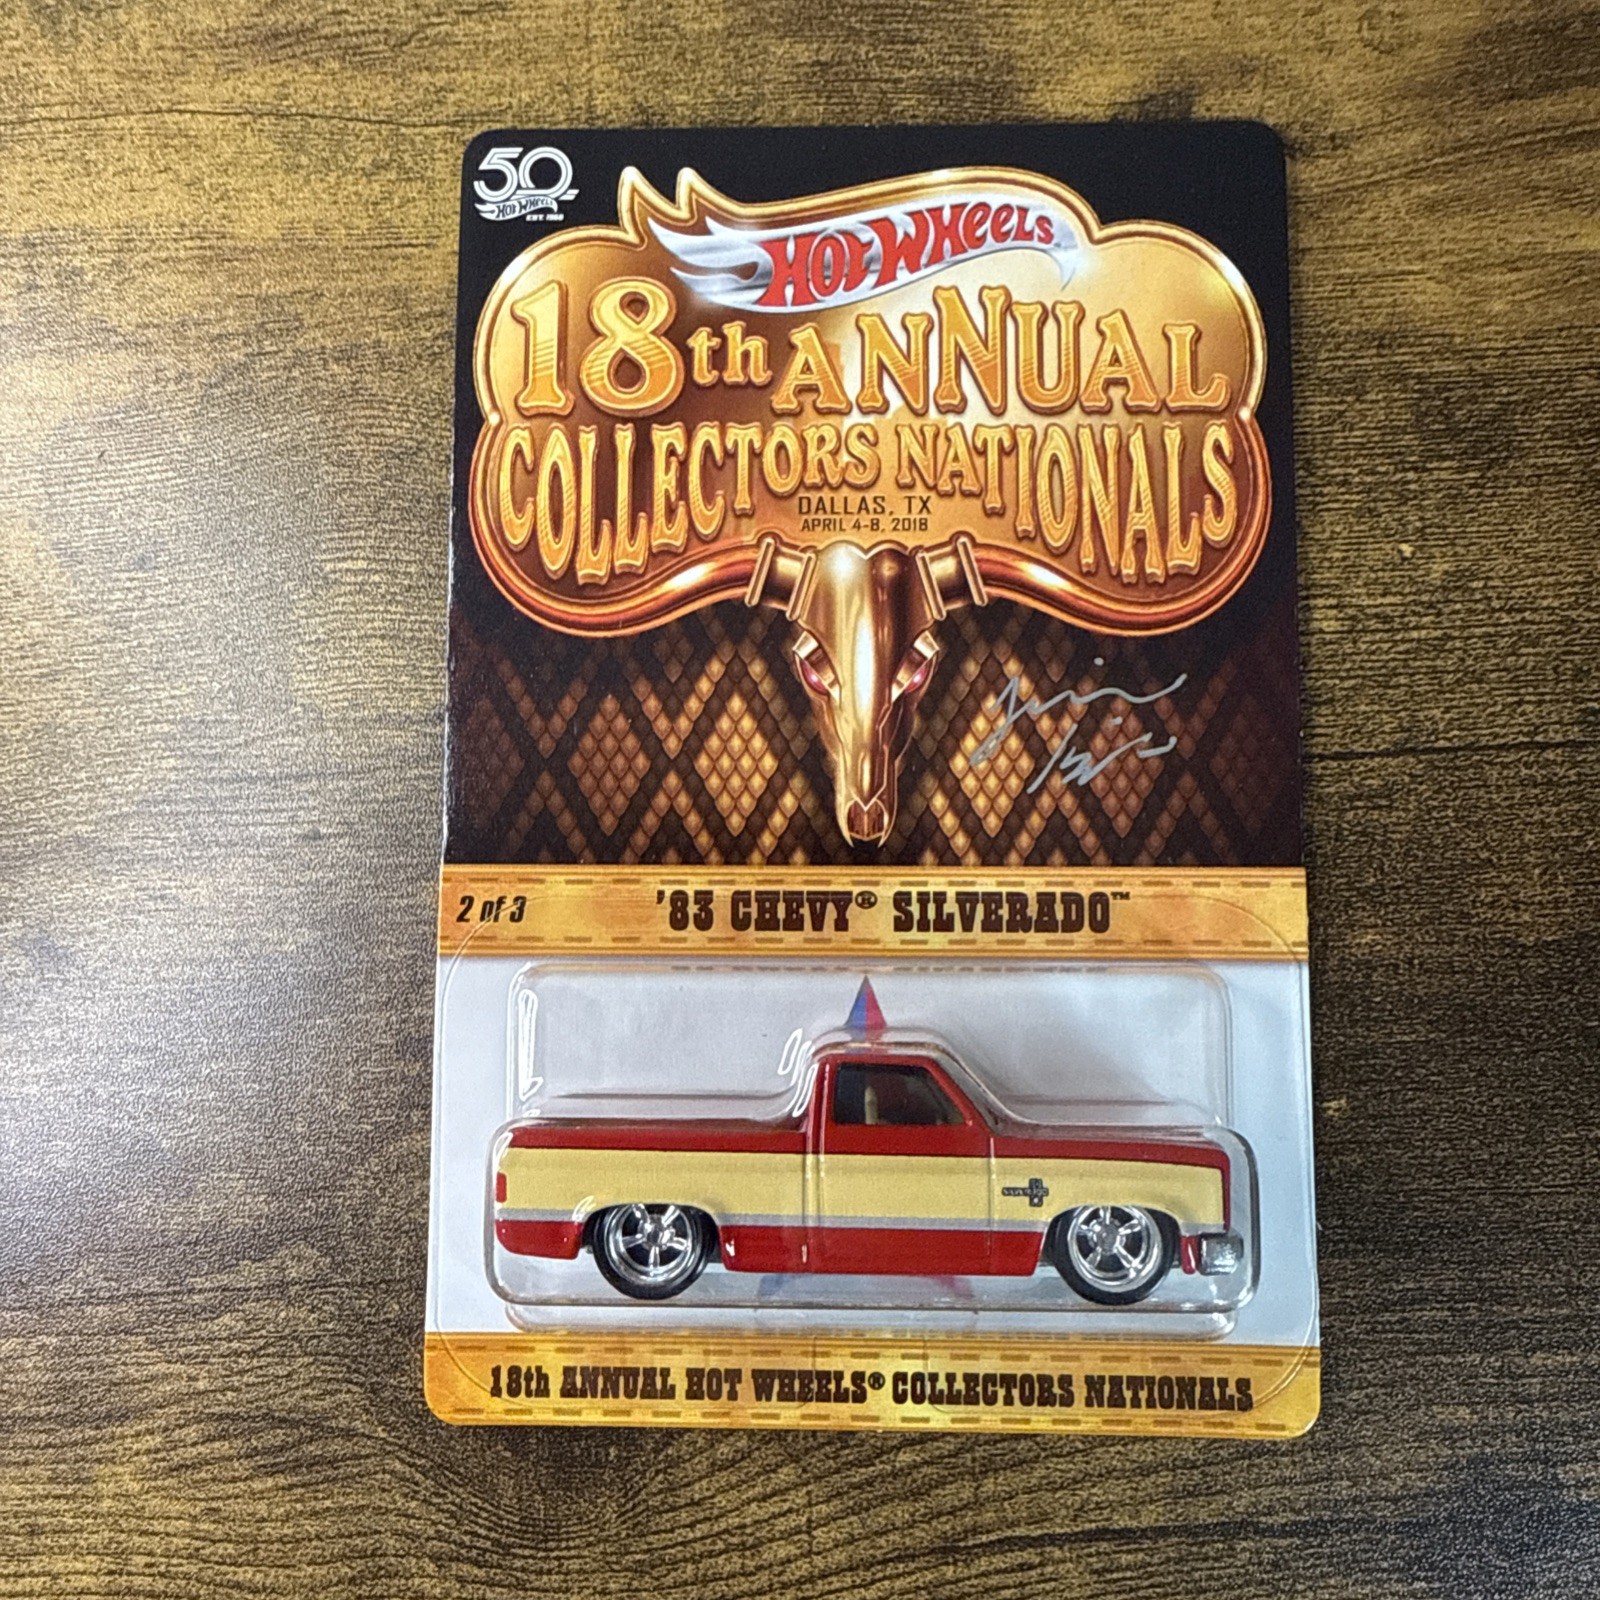 50
HOT WHEELS
EST. 1968
HOT WHEELS
18th ANNUAL
COLLECTORS NATIONALS
DALLAS, TX
APRIL 4-8, 2018
2 of 3
'83 CHEVY® SILVERADO™
18th ANNUAL HOT WHEELS® COLLECTORS NATIONALS